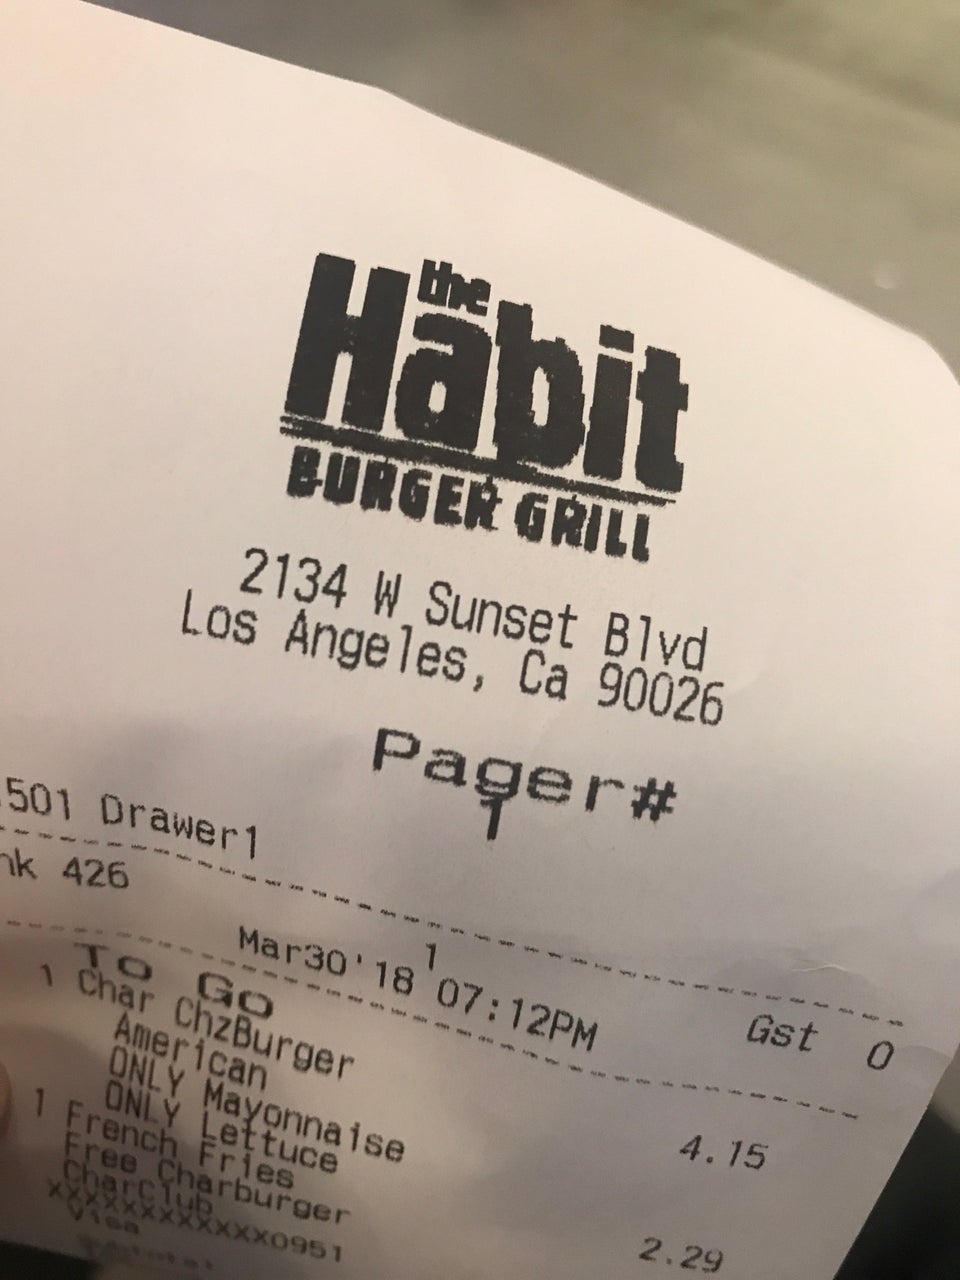 the
Habit
BURGER GRILL
2134 W Sunset Blvd
Los Angeles, Ca 90026
Pager#
1
501 Drawer1
nk 426
1
Gst 0
Mar30'18 07:12PM
TO GO
1 Char ChzBurger 4.15
American
ONLY Mayonnaise
ONLY Lettuce
1 French Fries 2.29
Free Charburger
CharClub
xxxxxxxxxxxx0951
Visa